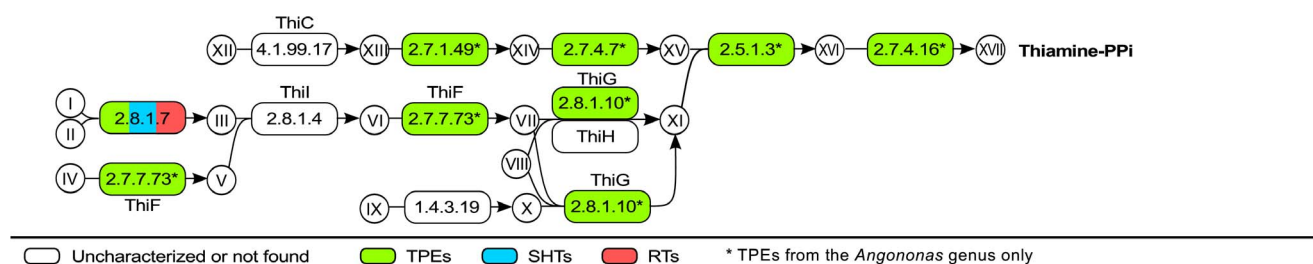 ThiC
XII 4.1.99.17 XIII 2.7.1.49* XIV 2.7.4.7* XV 2.5.1.3* XVI 2.7.4.16* XVII Thiamine-PPi
ThiG
I ThiI ThiF 2.8.1.10*
2.8.1.7 III 2.8.1.4 VI 2.7.7.73* VII XI
II ThiH
VIII
IV 2.7.7.73* V ThiG
ThiF IX 1.4.3.19 X 2.8.1.10*
Uncharacterized or not found TPEs SHTs RTs * TPEs from the Angononas genus only